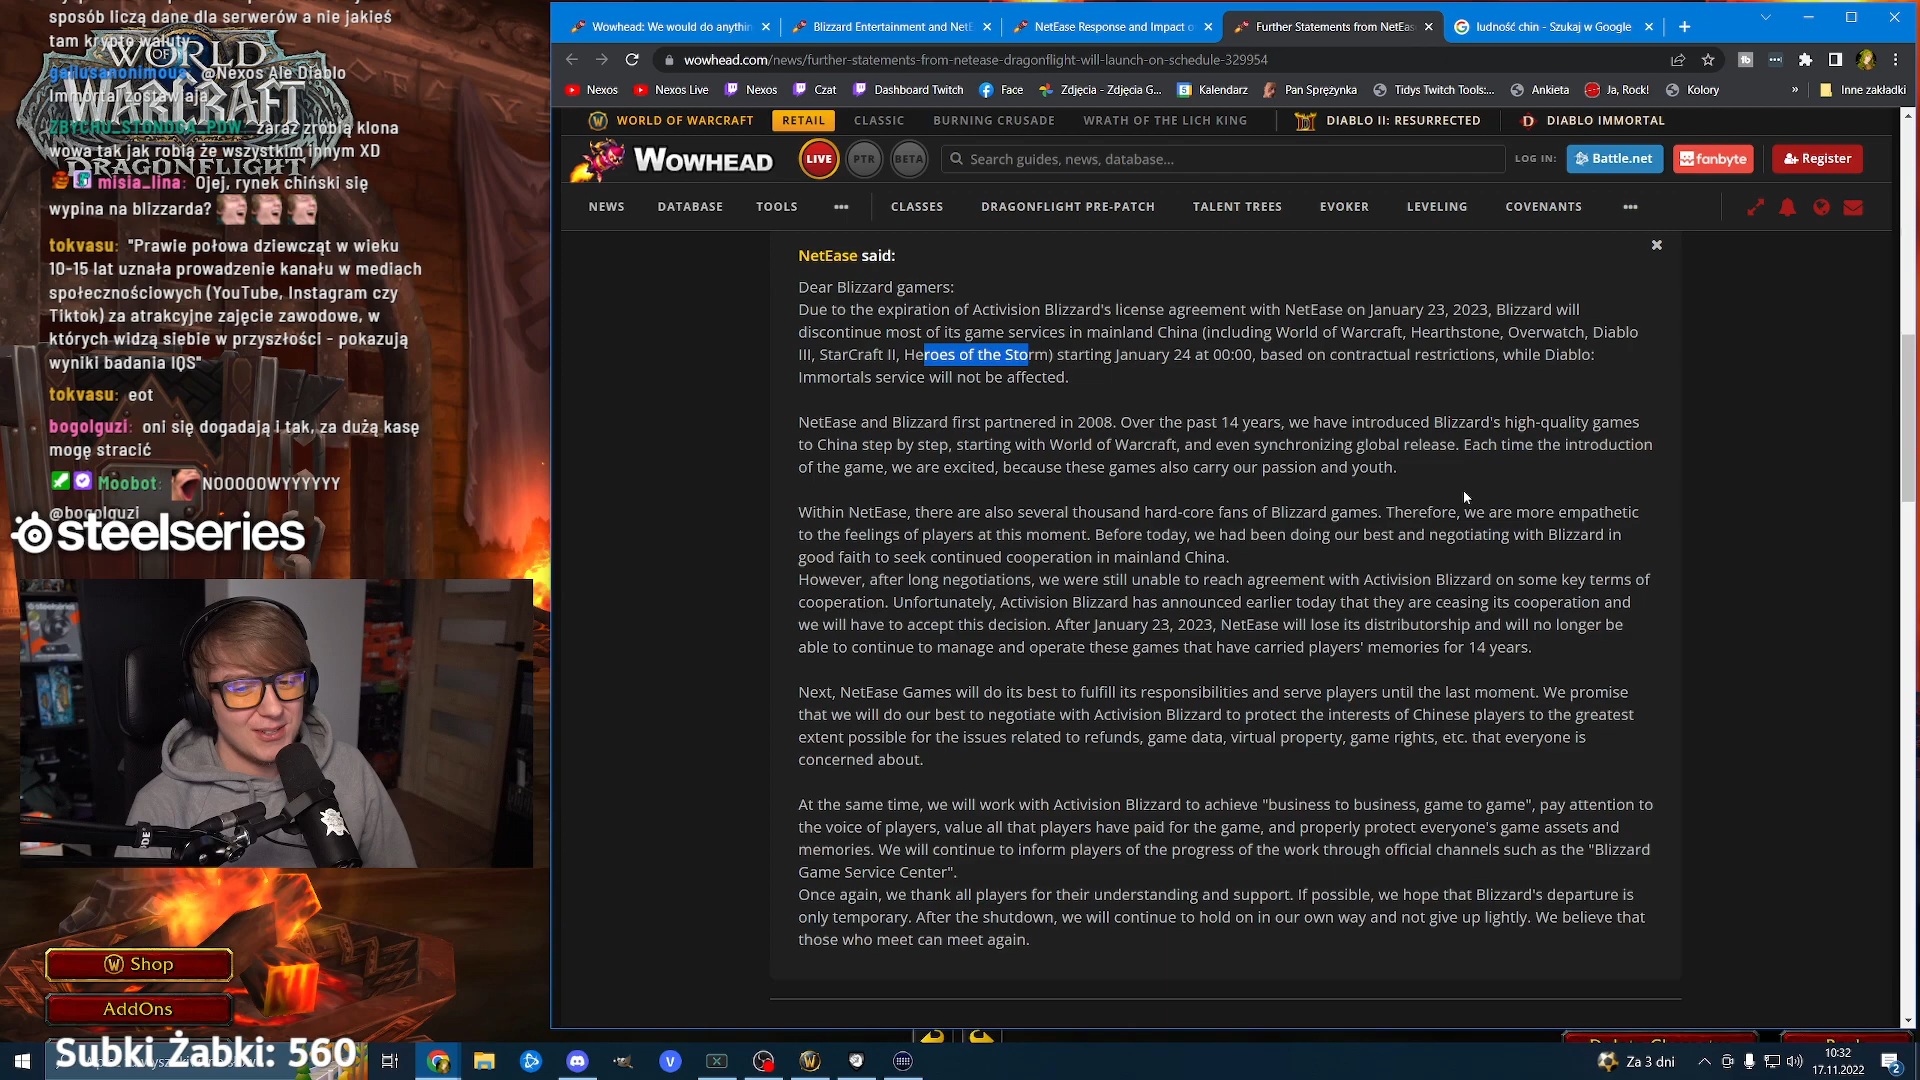 sposób liczą dane dla serwerów a nie jakieś
tam krypto waluty
gallusanonimous: @Nexos Ale Diablo
Immortal zostawiają
ZBYCHU_STONOGA_PDW: zaraz zrobią klona
wowa tak jak robią że wszystkim innym XD
WORLD
OF
WARCRAFT
DRAGONFLIGHT
misia_lina: Ojej, rynek chiński się
wypina na blizzarda?
tokvasu: "Prawie połowa dziewcząt w wieku
10-15 lat uznała prowadzenie kanału w mediach
społecznościowych (YouTube, Instagram czy
Tiktok) za atrakcyjne zajęcie zawodowe, w
których widzą siebie w przyszłości - pokazują
wyniki badania IQS"
tokvasu: eot
bogolguzi: oni się dogadają i tak, za dużą kasę
mogę stracić
Moobot: NOOOOOWYYYYYY
@bogolguzi
steelseries
Shop
AddOns
Subki Żabki: 560
Wowhead: We would do anythin
Blizzard Entertainment and NetE
NetEase Response and Impact o
Further Statements from NetEas
ludność chin - Szukaj w Google
wowhead.com/news/further-statements-from-netease-dragonflight-will-launch-on-schedule-329954
Nexos
Nexos Live
Nexos
Czat
Dashboard Twitch
Face
Zdjęcia - Zdjęcia G...
Kalendarz
Pan Sprężynka
Tidys Twitch Tools:...
Ankieta
Ja, Rock!
Kolory
»
Inne zakładki
WORLD OF WARCRAFT
RETAIL
CLASSIC
BURNING CRUSADE
WRATH OF THE LICH KING
DIABLO II: RESURRECTED
DIABLO IMMORTAL
WOWHEAD
LIVE
PTR
BETA
Search guides, news, database...
LOG IN:
Battle.net
fanbyte
Register
NEWS
DATABASE
TOOLS
•••
CLASSES
DRAGONFLIGHT PRE-PATCH
TALENT TREES
EVOKER
LEVELING
COVENANTS
•••
NetEase said:
Dear Blizzard gamers:
Due to the expiration of Activision Blizzard's license agreement with NetEase on January 23, 2023, Blizzard will
discontinue most of its game services in mainland China (including World of Warcraft, Hearthstone, Overwatch, Diablo
III, StarCraft II, Heroes of the Storm) starting January 24 at 00:00, based on contractual restrictions, while Diablo:
Immortals service will not be affected.
NetEase and Blizzard first partnered in 2008. Over the past 14 years, we have introduced Blizzard's high-quality games
to China step by step, starting with World of Warcraft, and even synchronizing global release. Each time the introduction
of the game, we are excited, because these games also carry our passion and youth.
Within NetEase, there are also several thousand hard-core fans of Blizzard games. Therefore, we are more empathetic
to the feelings of players at this moment. Before today, we had been doing our best and negotiating with Blizzard in
good faith to seek continued cooperation in mainland China.
However, after long negotiations, we were still unable to reach agreement with Activision Blizzard on some key terms of
cooperation. Unfortunately, Activision Blizzard has announced earlier today that they are ceasing its cooperation and
we will have to accept this decision. After January 23, 2023, NetEase will lose its distributorship and will no longer be
able to continue to manage and operate these games that have carried players' memories for 14 years.
Next, NetEase Games will do its best to fulfill its responsibilities and serve players until the last moment. We promise
that we will do our best to negotiate with Activision Blizzard to protect the interests of Chinese players to the greatest
extent possible for the issues related to refunds, game data, virtual property, game rights, etc. that everyone is
concerned about.
At the same time, we will work with Activision Blizzard to achieve "business to business, game to game", pay attention to
the voice of players, value all that players have paid for the game, and properly protect everyone's game assets and
memories. We will continue to inform players of the progress of the work through official channels such as the "Blizzard
Game Service Center".
Once again, we thank all players for their understanding and support. If possible, we hope that Blizzard's departure is
only temporary. After the shutdown, we will continue to hold on in our own way and not give up lightly. We believe that
those who meet can meet again.
Za 3 dni
10:32
17.11.2022
2